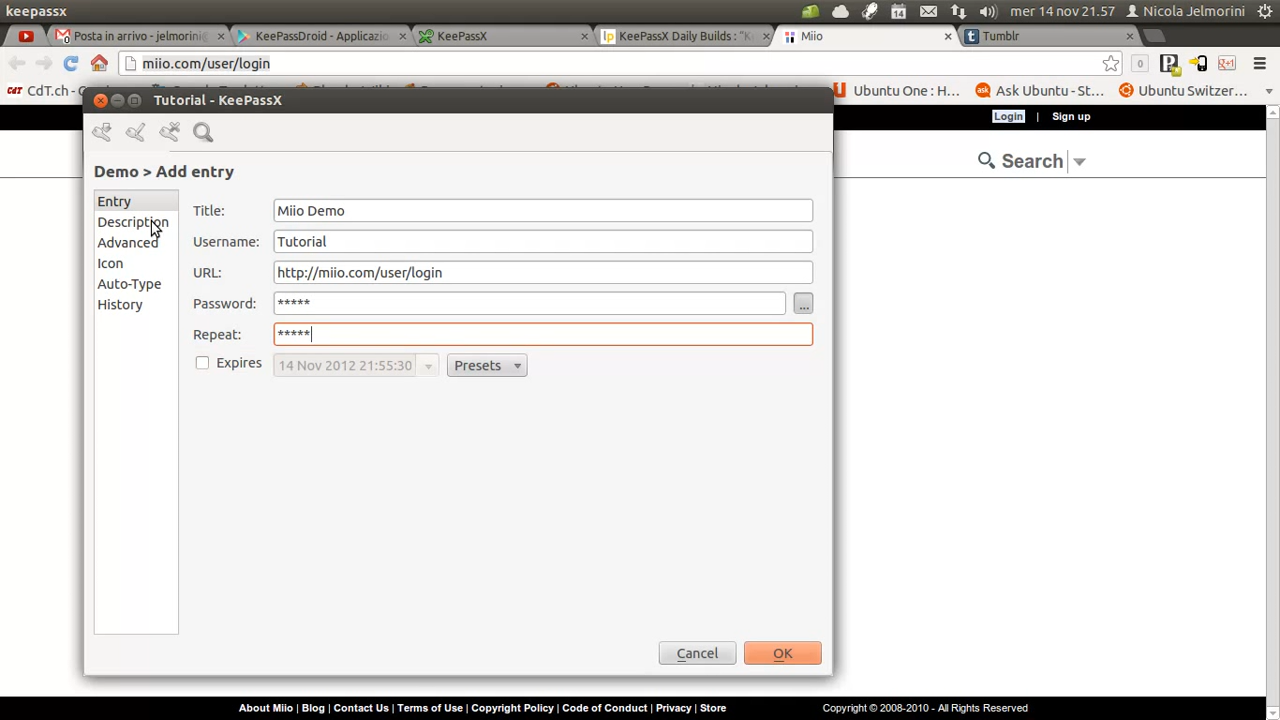 keepassx
mer 14 nov 21.57
Nicola Jelmorini
Posta in arrivo - jelmorini@
KeePassDroid - Applicazio
KeePassX
KeePassX Daily Builds : "Ke
Miio
Tumblr
miio.com/user/login
0
CdT.ch -
Ubuntu One : H...
Ask Ubuntu - St...
Ubuntu Switzer...
Login | Sign up
Search
Tutorial - KeePassX
Demo > Add entry
Entry
Description
Advanced
Icon
Auto-Type
History
Title: Miio Demo
Username: Tutorial
URL: http://miio.com/user/login
Password: *****
...
Repeat: *****
Expires 14 Nov 2012 21:55:30 Presets
Cancel OK
About Miio | Blog | Contact Us | Terms of Use | Copyright Policy | Code of Conduct | Privacy | Store
Copyright © 2008-2010 - All Rights Reserved